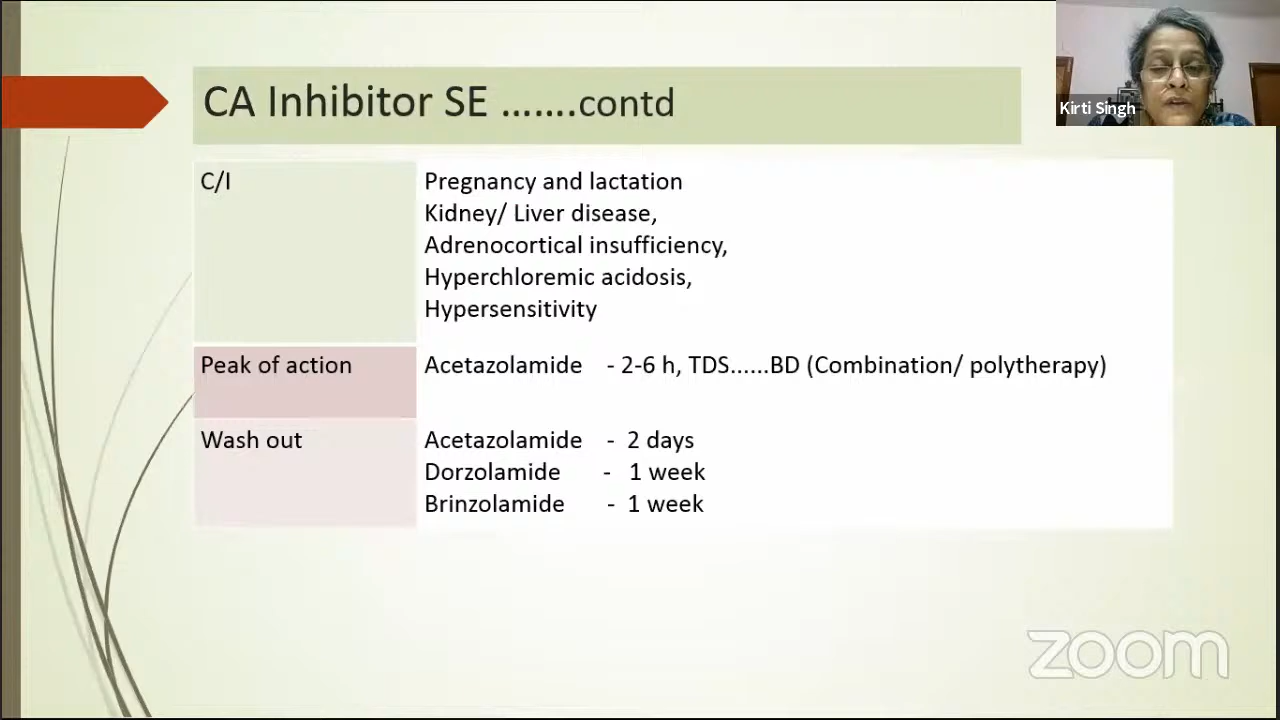 CA Inhibitor SE .......contd
Kirti Singh
C/I
Pregnancy and lactation
Kidney/ Liver disease,
Adrenocortical insufficiency,
Hyperchloremic acidosis,
Hypersensitivity
Peak of action
Acetazolamide - 2-6 h, TDS......BD (Combination/ polytherapy)
Wash out
Acetazolamide - 2 days
Dorzolamide - 1 week
Brinzolamide - 1 week
zoom